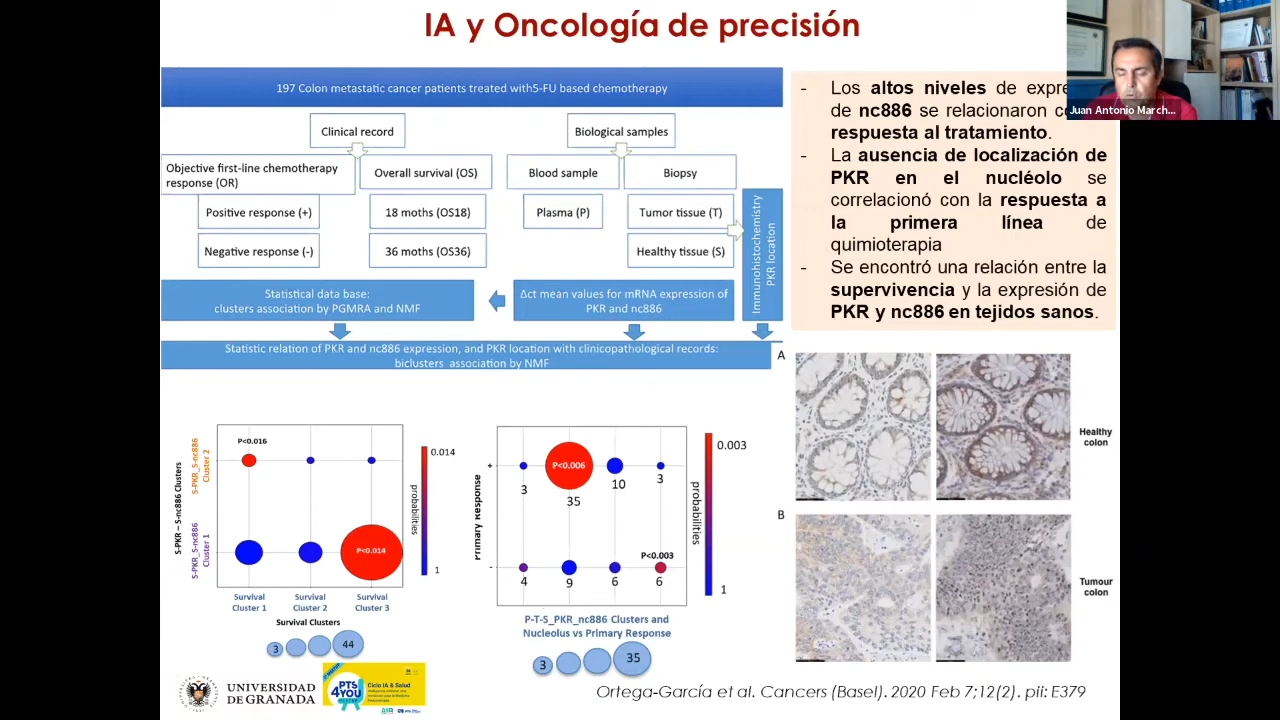 IA y Oncología de precisión
197 Colon metastatic cancer patients treated with5-FU based chemotherapy
Clinical record
Biological samples
Objective first-line chemotherapy
response (OR)
Overall survival (OS)
Blood sample
Biopsy
Positive response (+)
18 moths (OS18)
Plasma (P)
Tumor tissue (T)
Negative response (-)
36 moths (OS36)
Healthy tissue (S)
Immunohistochemistry
PKR location
Statistical data base:
clusters association by PGMRA and NMF
Δct mean values for mRNA expression of
PKR and nc886
Statistic relation of PKR and nc886 expression, and PKR location with clinicopathological records:
biclusters association by NMF
- Los altos niveles de
de nc886 se relacionaron
respuesta al tratamiento.
- La ausencia de localización de
PKR en el nucléolo se
correlacionó con la respuesta a
la primera línea de
quimioterapia
- Se encontró una relación entre la
supervivencia y la expresión de
PKR y nc886 en tejidos sanos.
Juan Antonio March...
S-PKR – S-nc886 Clusters
S-PKR_S-nc886
Cluster 2
S-PKR_S-nc886
Cluster 1
P<0.016
P<0.014
0.014
probabilities
1
Survival
Cluster 1
Survival
Cluster 2
Survival
Cluster 3
Survival Clusters
3
44
Primary Response
+
-
P<0.006
3
35
10
3
P<0.003
4
9
6
6
0.003
probabilities
1
P-T-S_PKR_nc886 Clusters and
Nucleolus vs Primary Response
3
35
A
Healthy
colon
B
Tumour
colon
UNIVERSIDAD
DE GRANADA
PTS
4YOU
Ciclo IA & Salud
Ortega-García et al. Cancers (Basel). 2020 Feb 7;12(2). pii: E379